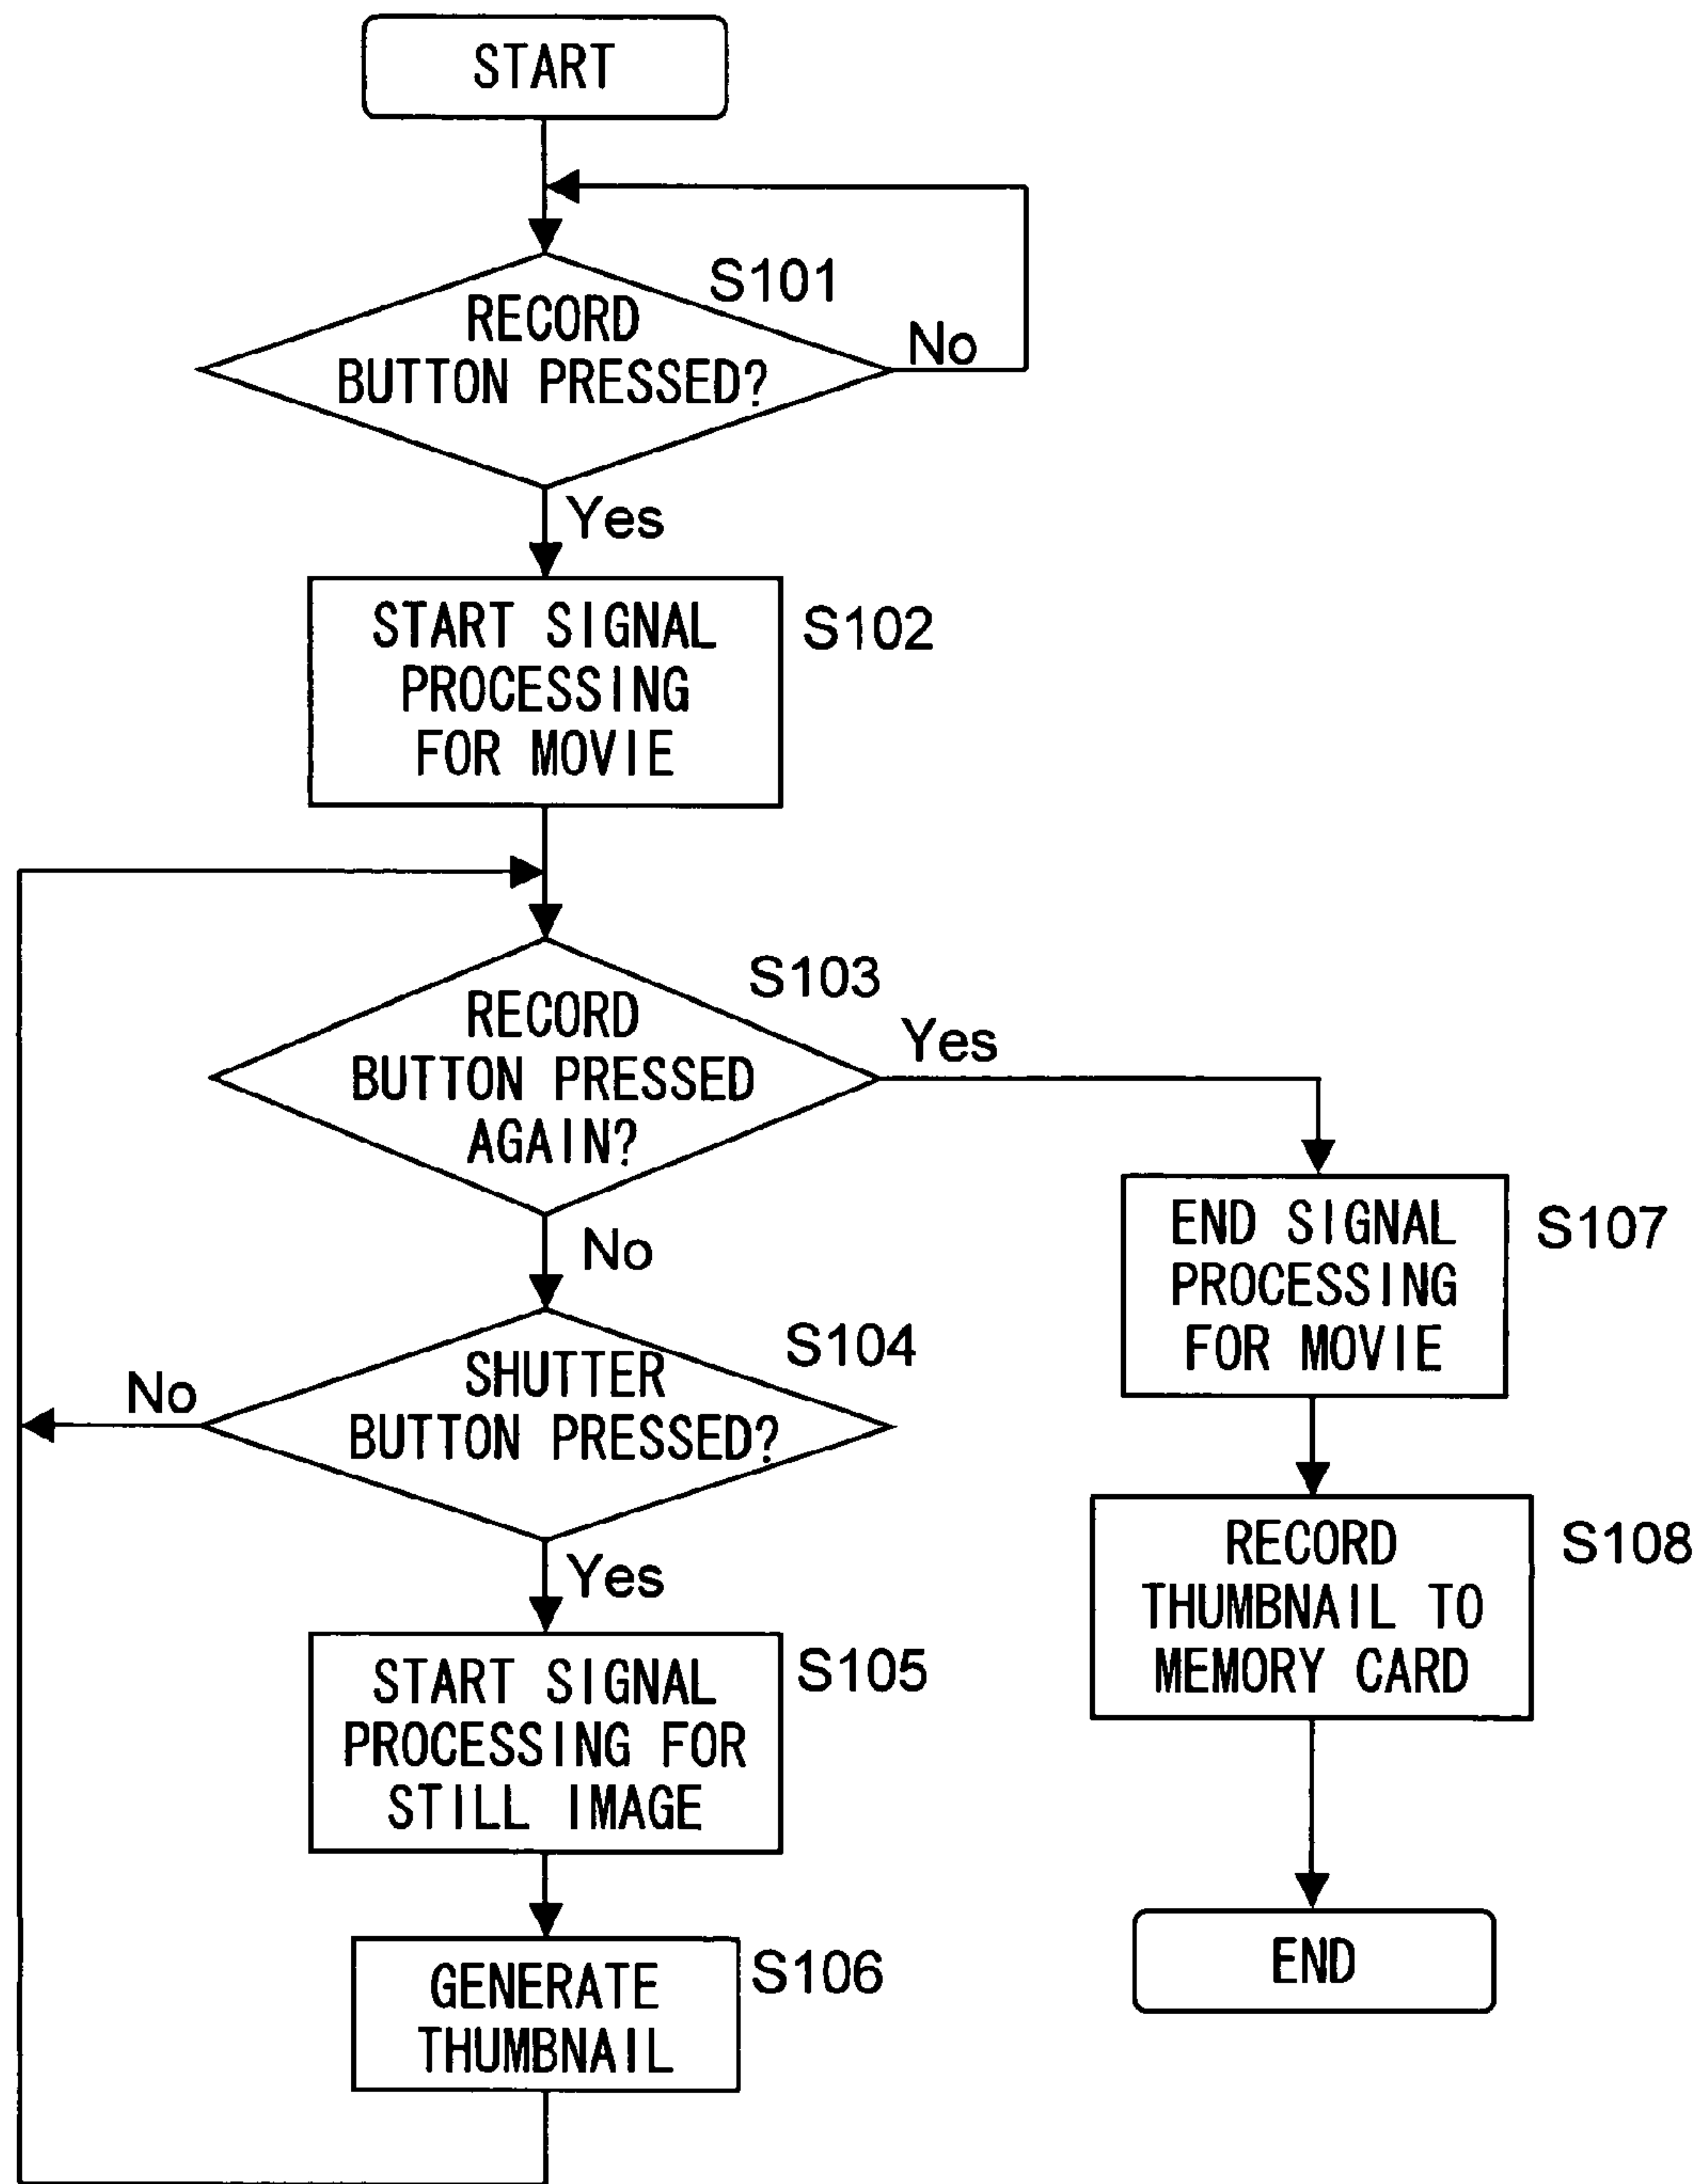 START
S101
RECORD
BUTTON PRESSED?
No
Yes
START SIGNAL
PROCESSING
FOR MOVIE
S102
S103
RECORD
BUTTON PRESSED
AGAIN?
Yes
No
S104
SHUTTER
BUTTON PRESSED?
No
Yes
START SIGNAL
PROCESSING FOR
STILL IMAGE
S105
GENERATE
THUMBNAIL
S106
END SIGNAL
PROCESSING
FOR MOVIE
S107
RECORD
THUMBNAIL TO
MEMORY CARD
S108
END